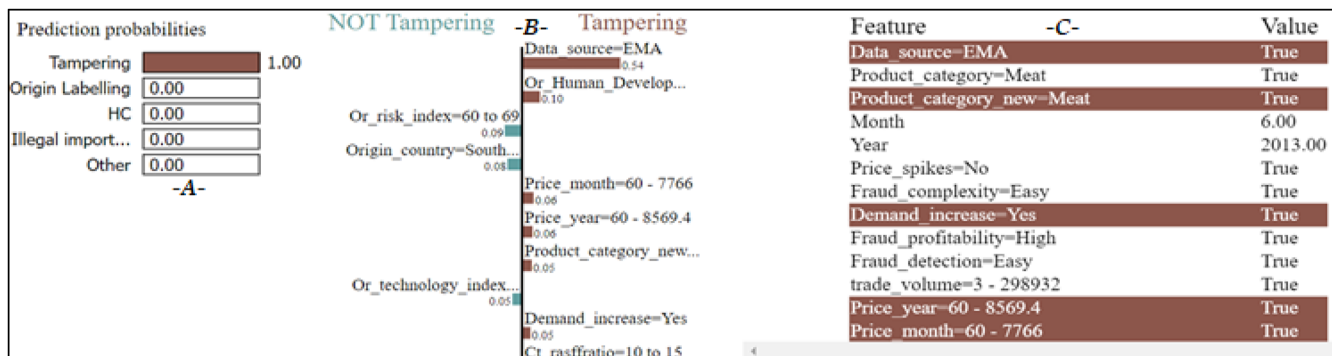 Prediction probabilities
Tampering 1.00
Origin Labelling 0.00
HC 0.00
Illegal import... 0.00
Other 0.00
-A-
NOT Tampering -B- Tampering
Data_source=EMA
0.54
Or_Human_Develop...
0.10
Or_risk_index=60 to 69
0.09
Origin_country=South...
0.08
Price_month=60 - 7766
0.06
Price_year=60 - 8569.4
0.06
Product_category_new...
0.05
Or_technology_index...
0.05
Demand_increase=Yes
0.05
Ct_rasffratio=10 to 15
Feature -C- Value
Data_source=EMA True
Product_category=Meat True
Product_category_new=Meat True
Month 6.00
Year 2013.00
Price_spikes=No True
Fraud_complexity=Easy True
Demand_increase=Yes True
Fraud_profitability=High True
Fraud_detection=Easy True
trade_volume=3 - 298932 True
Price_year=60 - 8569.4 True
Price_month=60 - 7766 True